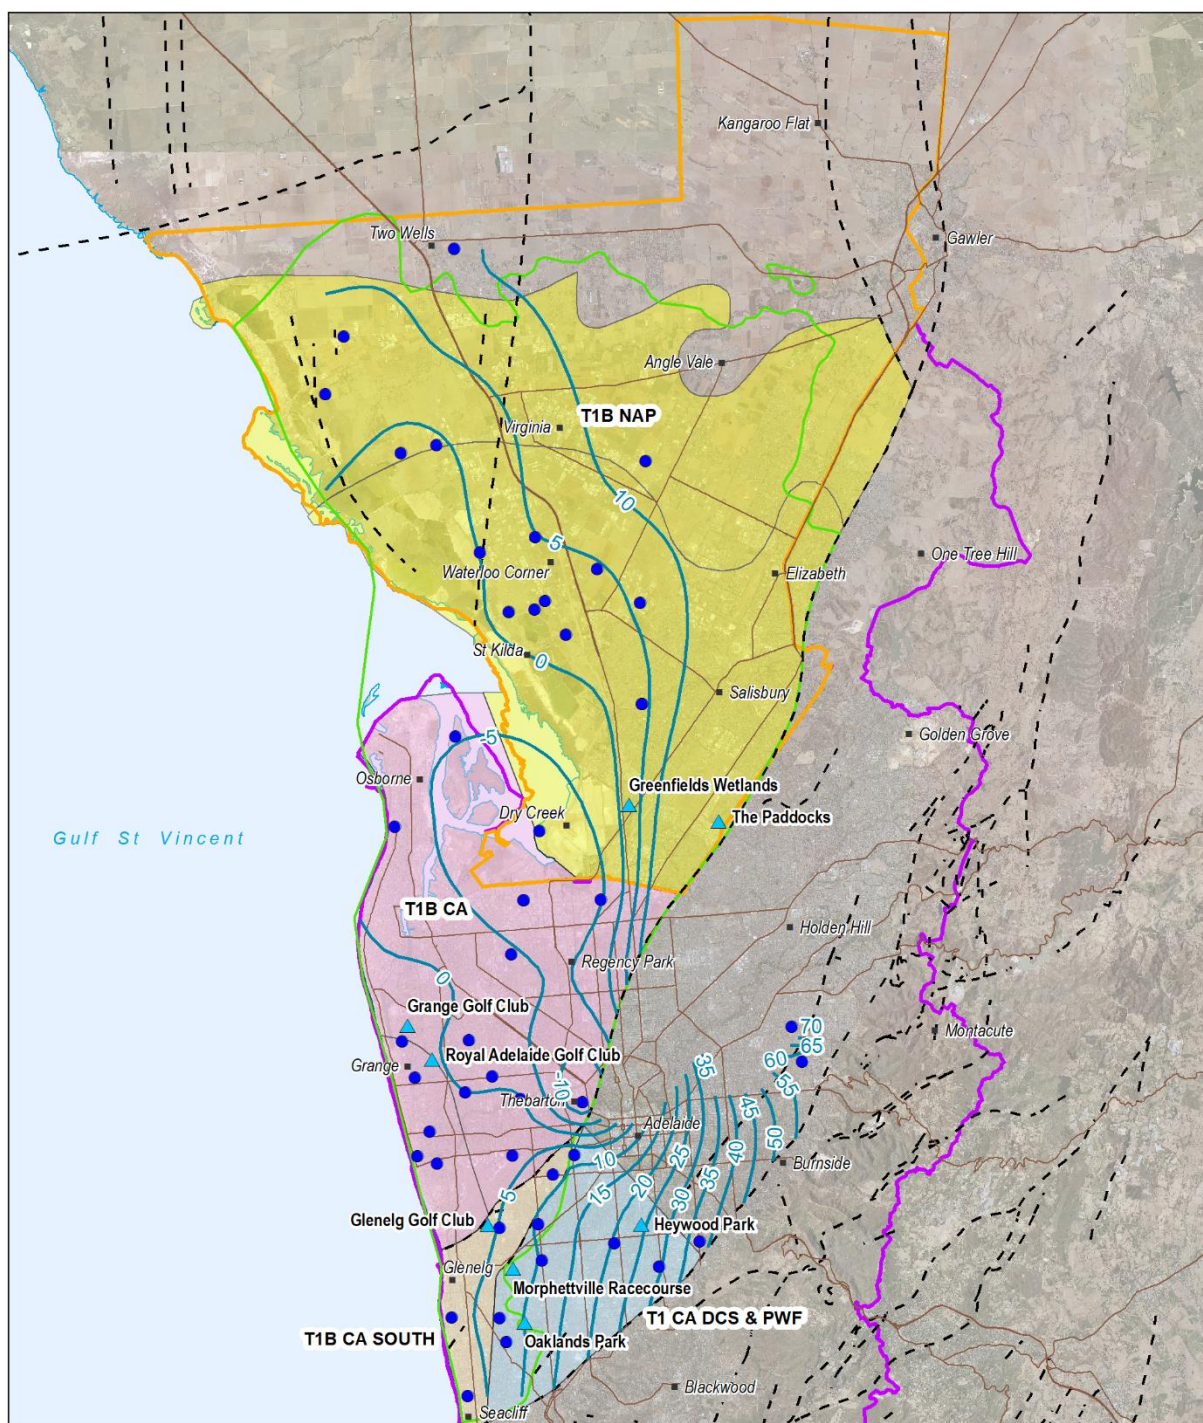 Kangaroo Flat
Gawler
Two Wells
Angle Vale
T1B NAP
Virginia
10
5
Waterloo Corner
One Tree Hill
Elizabeth
St Kilda
0
Salisbury
-5
Golden Grove
Osborne
Greenfields Wetlands
Dry Creek
The Paddocks
Gulf St Vincent
T1B CA
Holden Hill
Regency Park
0
Grange Golf Club
70
Montacute
65
Royal Adelaide Golf Club
60
Grange
35
55
-10
Thebarton
45
Adelaide
50
10
25
40
Burnside
5
15
20
30
35
Glenelg Golf Club
Heywood Park
Glenelg
Morphettville Racecourse
T1 CA DCS & PWF
T1B CA SOUTH
Oaklands Park
Blackwood
Seacliff